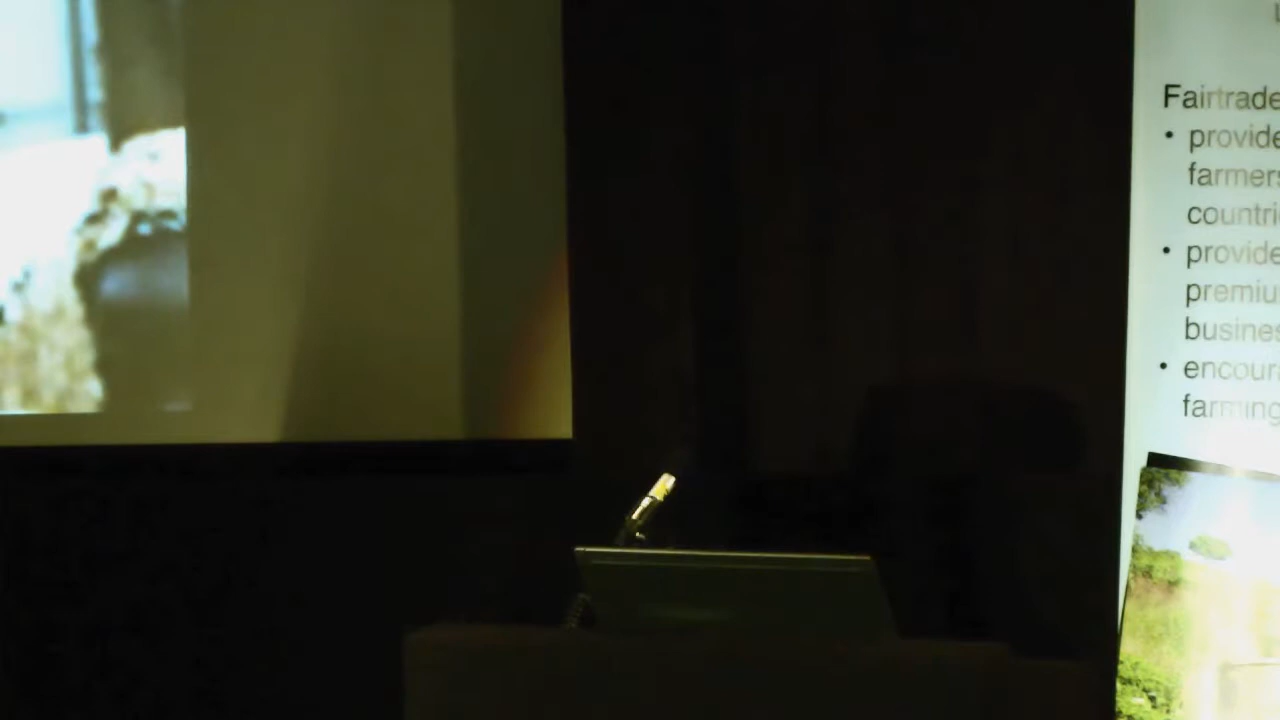 Fairtrade
• provide
farmers
countri
• provide
premiu
busines
• encour
farming